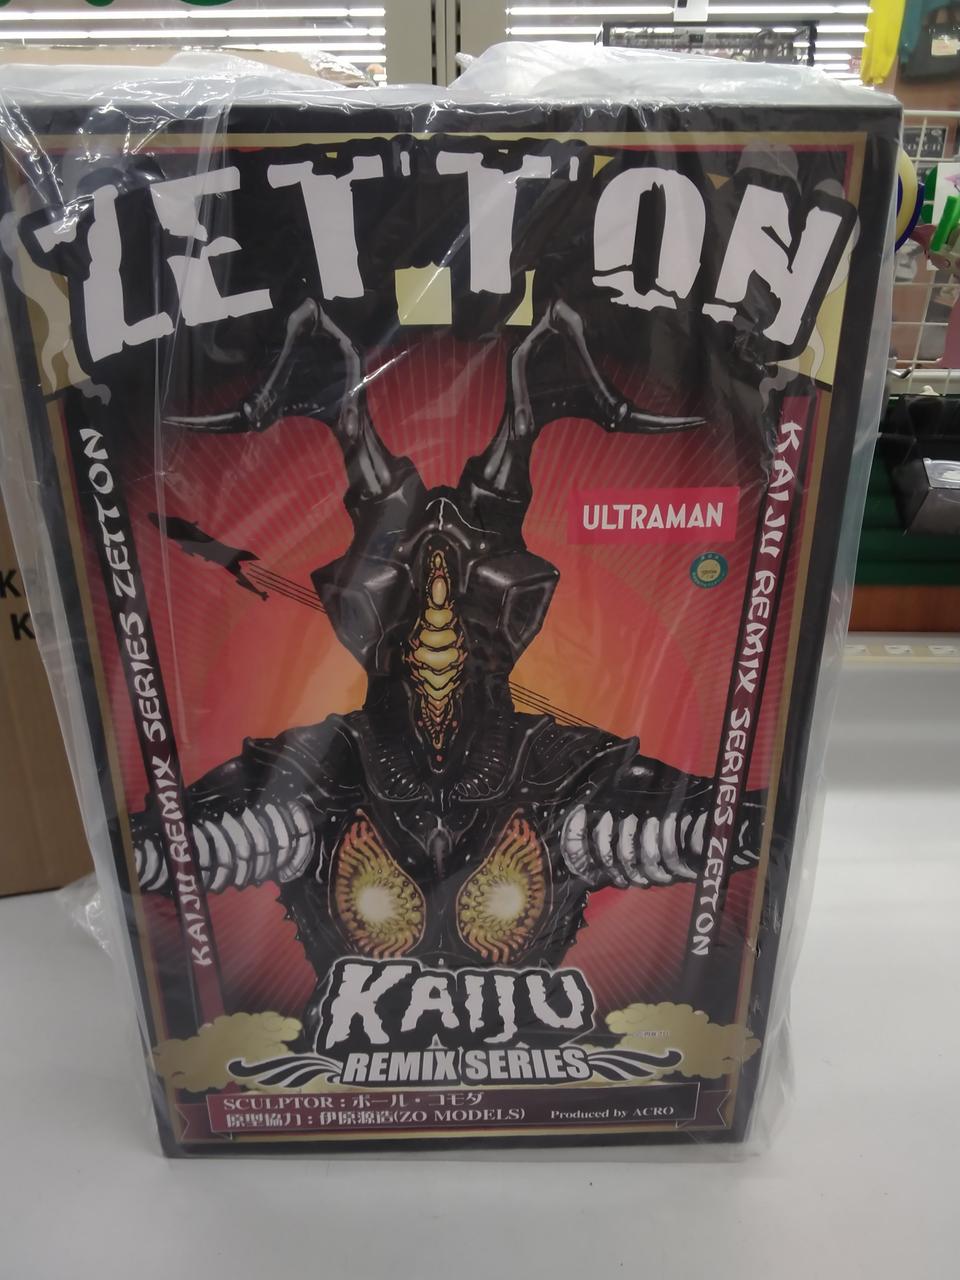 ZETTON
ULTRAMAN
KAIJU REMIX SERIES ZETTON
KAIJU REMIX SERIES ZETTON
KAIJU
REMIX SERIES
SCULPTOR : ポール・コモダ
原型協力 : 伊原源造(ZO MODELS)
Produced by ACRO
K
K